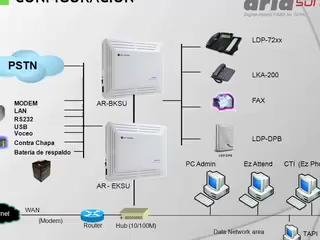 CONFIGURACIÓN
aria
PSTN
LDP-72xx
LKA-200
AR-BKSU
FAX
MODEM
LAN
RS232
USB
Voceo
Contra Chapa
Bateria de respaldo
LDP-DPB
AR - EKSU
PC Admin
Ez Attend
CTI (Ez Pho
WAN
(Modem)
Router
Hub (10/100M)
Data Network area
TAPI